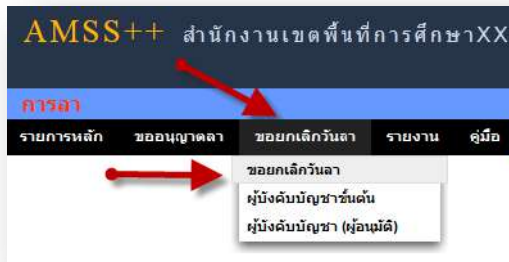 AMSS++ สำนักงานเขตพื้นที่การศึกษาXX
การลา
รายการหลัก ขออนุญาตลา ขอยกเลิกวันลา รายงาน คู่มือ
ขอยกเลิกวันลา
ผู้บังคับบัญชาชั้นต้น
ผู้บังคับบัญชา (ผู้อนุมัติ)